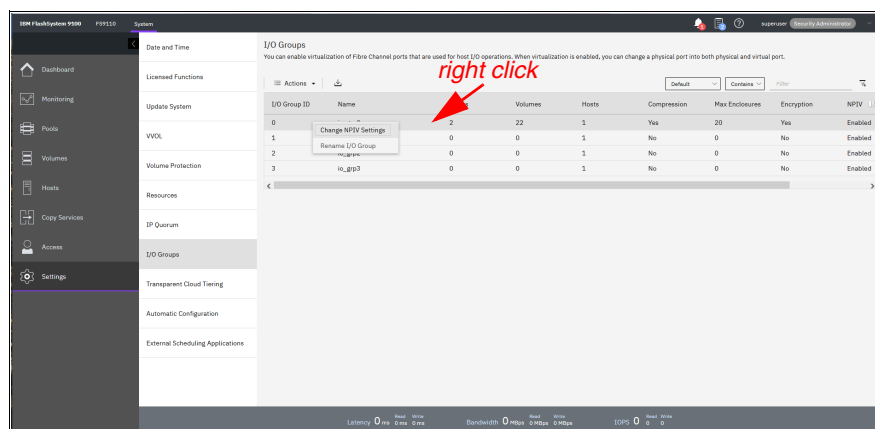 IBM FlashSystem 9100 FS9110 System
superuser Security Administrator
Dashboard
Monitoring
Pools
Volumes
Hosts
Copy Services
Access
Settings
Date and Time
Licensed Functions
Update System
VVOL
Volume Protection
Resources
IP Quorum
I/O Groups
Transparent Cloud Tiering
Automatic Configuration
External Scheduling Applications
I/O Groups
You can enable virtualization of Fibre Channel ports that are used for host I/O operations. When virtualization is enabled, you can change a physical port into both physical and virtual port.
right click
Actions Default Contains Filter
I/O Group ID Name Volumes Hosts Compression Max Enclosures Encryption NPIV
0 2 22 1 Yes 20 Yes Enabled
Change NPIV Settings
1 0 0 1 No 0 No Enabled
Rename I/O Group
2 io_grp2 0 0 1 No 0 No Enabled
3 io_grp3 0 0 1 No 0 No Enabled
Latency 0 ms Read 0 ms Write 0 ms Bandwidth 0 MBps Read 0 MBps Write 0 MBps IOPS 0 Read 0 Write 0